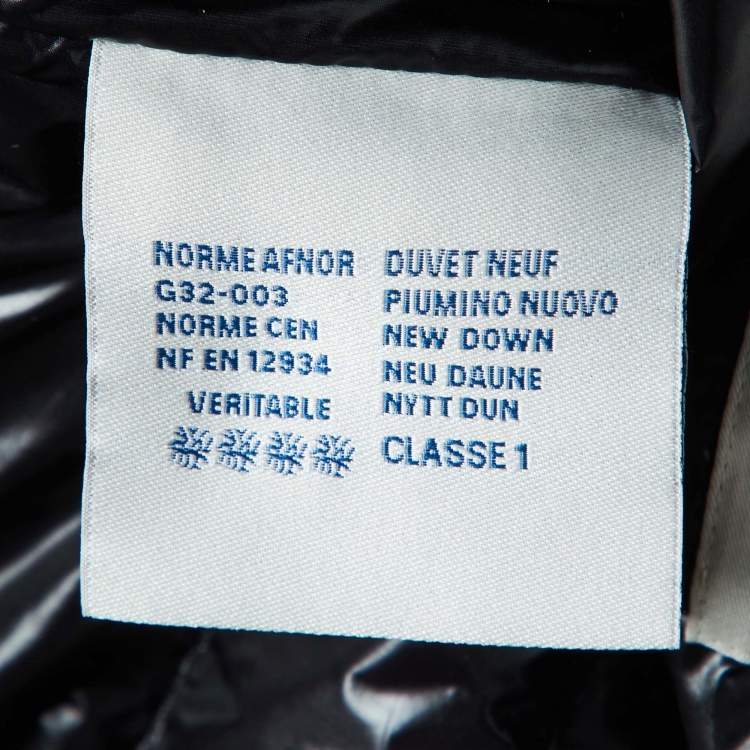 NORME AFNOR
G32-003
NORME CEN
NF EN 12934
VERITABLE
DUVET NEUF
PIUMINO NUOVO
NEW DOWN
NEU DAUNE
NYTT DUN
CLASSE 1